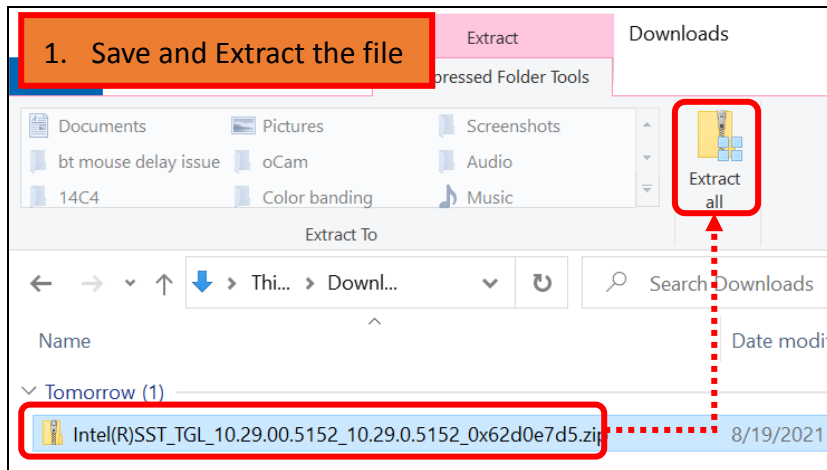 1. Save and Extract the file
Extract
Downloads
pressed Folder Tools
Documents
Pictures
Screenshots
bt mouse delay issue
oCam
Audio
14C4
Color banding
Music
Extract
all
Extract To
Thi... > Downl...
Search Downloads
Name
Date modi
Tomorrow (1)
Intel(R)SST_TGL_10.29.00.5152_10.29.0.5152_0x62d0e7d5.zip
8/19/2021